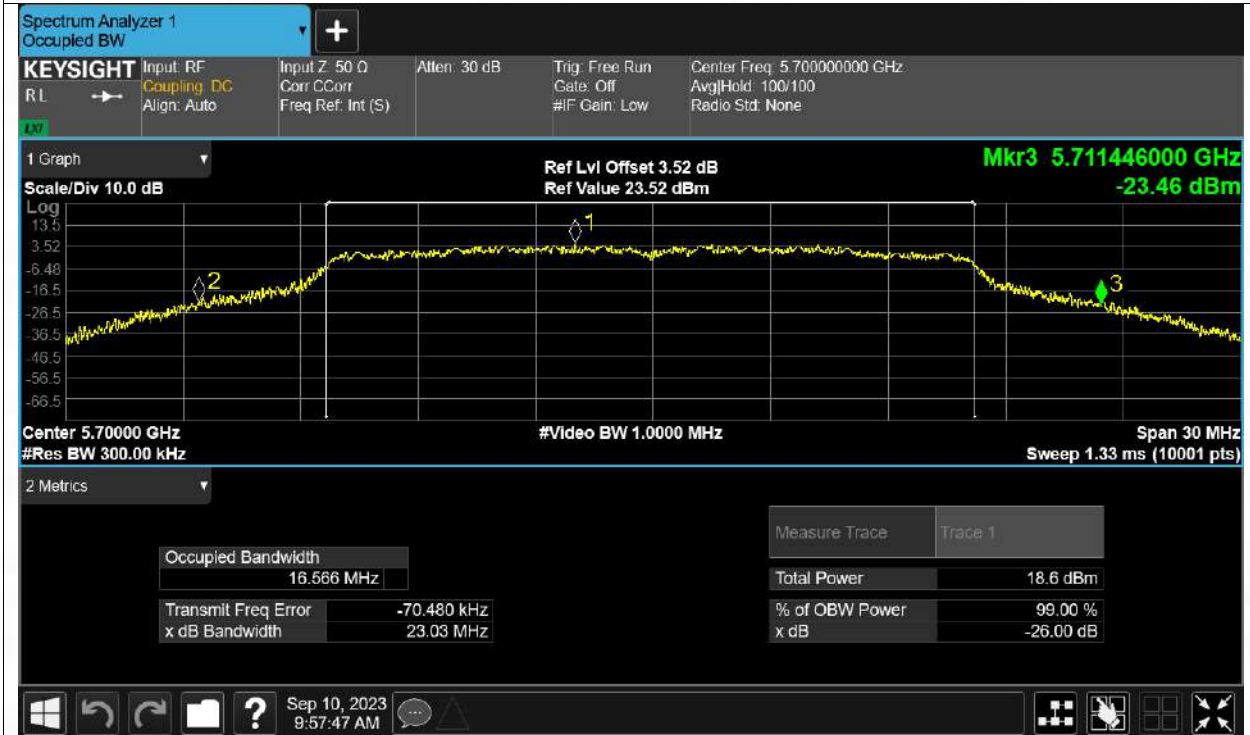 Spectrum Analyzer 1
Occupied BW
+
KEYSIGHT
RL
LXI
Input: RF
Coupling: DC
Align: Auto
Input Z: 50 Ω
Corr CCorr
Freq Ref: Int (S)
Atten: 30 dB
Trig: Free Run
Gate: Off
#IF Gain: Low
Center Freq: 5.700000000 GHz
Avg|Hold: 100/100
Radio Std: None
1 Graph
Scale/Div 10.0 dB
Ref Lvl Offset 3.52 dB
Ref Value 23.52 dBm
Mkr3 5.711446000 GHz
-23.46 dBm
Log
13.5
3.52
-6.48
-16.5
-26.5
-36.5
-46.5
-56.5
-66.5
1
2
3
Center 5.70000 GHz
#Video BW 1.0000 MHz
Span 30 MHz
#Res BW 300.00 kHz
Sweep 1.33 ms (10001 pts)
2 Metrics
Measure Trace Trace 1
Occupied Bandwidth
16.566 MHz
Total Power 18.6 dBm
Transmit Freq Error -70.480 kHz
% of OBW Power 99.00 %
x dB Bandwidth 23.03 MHz
x dB -26.00 dB
?
Sep 10, 2023
9:57:47 AM